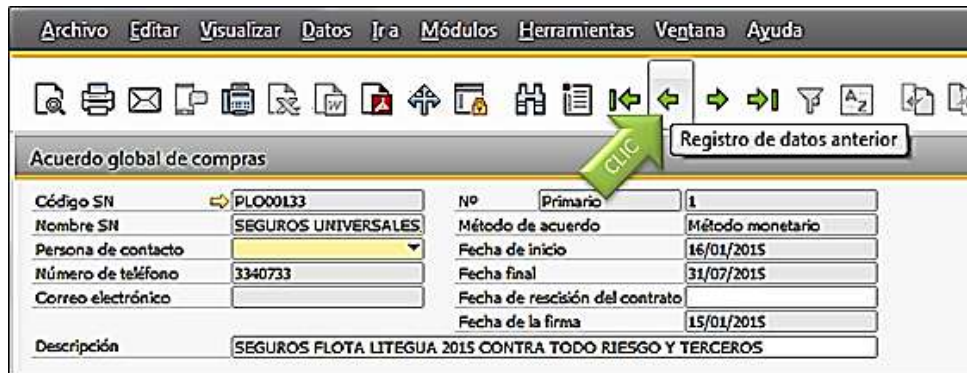 Archivo Editar Visualizar Datos Ir a Módulos Herramientas Ventana Ayuda
CLIC
Registro de datos anterior
Acuerdo global de compras
Código SN PLO00133 Nº Primario 1
Nombre SN SEGUROS UNIVERSALES Método de acuerdo Método monetario
Persona de contacto Fecha de inicio 16/01/2015
Número de teléfono 3340733 Fecha final 31/07/2015
Correo electrónico Fecha de rescisión del contrato
Fecha de la firma 15/01/2015
Descripción SEGUROS FLOTA LITEGUA 2015 CONTRA TODO RIESGO Y TERCEROS